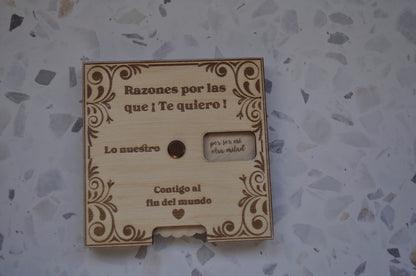 Razones por las
que ¡ Te quiero !
Lo nuestro
por ser mi
otra mitad
Contigo al
fin del mundo